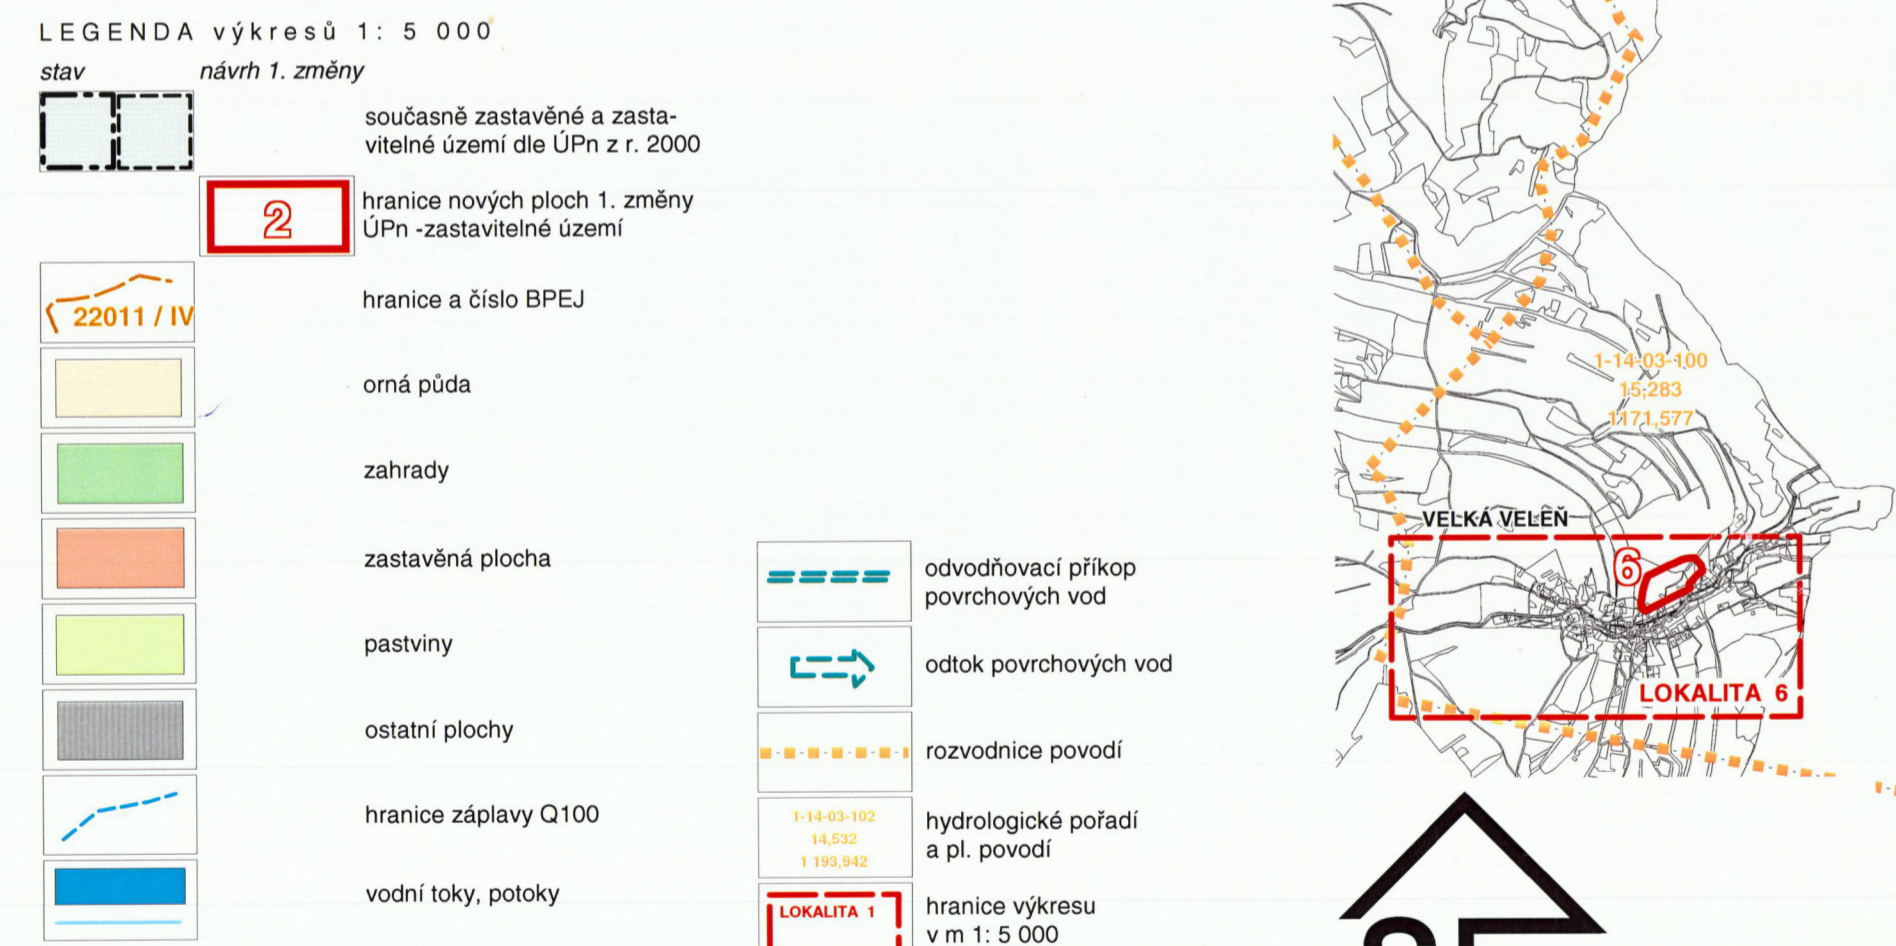 LEGENDA výkresů 1: 5 000
stav
návrh 1. změny
současně zastavěné a zasta-
vitelné území dle ÚPn z r. 2000
2
hranice nových ploch 1. změny
ÚPn -zastavitelné území
22011 / IV
hranice a číslo BPEJ
orná půda
zahrady
zastavěná plocha
pastviny
ostatní plochy
hranice záplavy Q100
vodní toky, potoky
odvodňovací příkop
povrchových vod
odtok povrchových vod
rozvodnice povodí
1-14-03-102
14,532
1 193,942
hydrologické pořadí
a pl. povodí
LOKALITA 1
hranice výkresu
v m 1: 5 000
1-14-03-100
15,283
1171,577
VELKÁ VELEŇ
6
LOKALITA 6